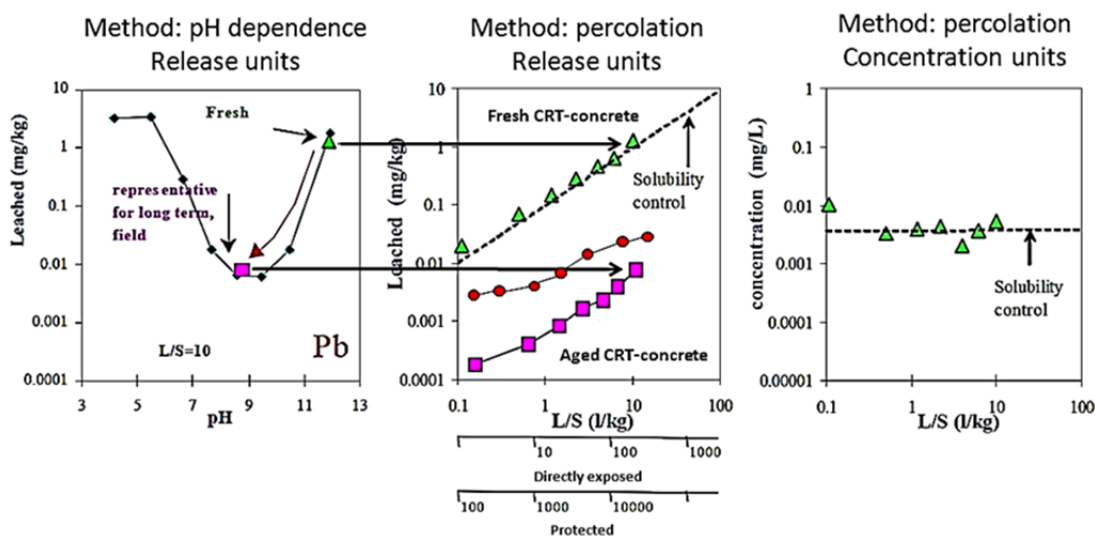 Method: pH dependence
Release units
Method: percolation
Release units
Method: percolation
Concentration units
Leached (mg/kg)
10
1
0.1
0.01
0.001
0.0001
3
5
7
9
11
13
pH
Fresh
representative
for long term,
field
L/S=10
Pb
Leached (mg/kg)
10
1
0.1
0.01
0.001
0.0001
0.1
1
10
100
L/S (l/kg)
Fresh CRT-concrete
Solubility
control
Aged CRT-concrete
10
100
1000
Directly exposed
100
1000
10000
Protected
concentration (mg/L)
1
0.1
0.01
0.001
0.0001
0.00001
0.1
1
10
100
L/S (l/kg)
Solubility
control